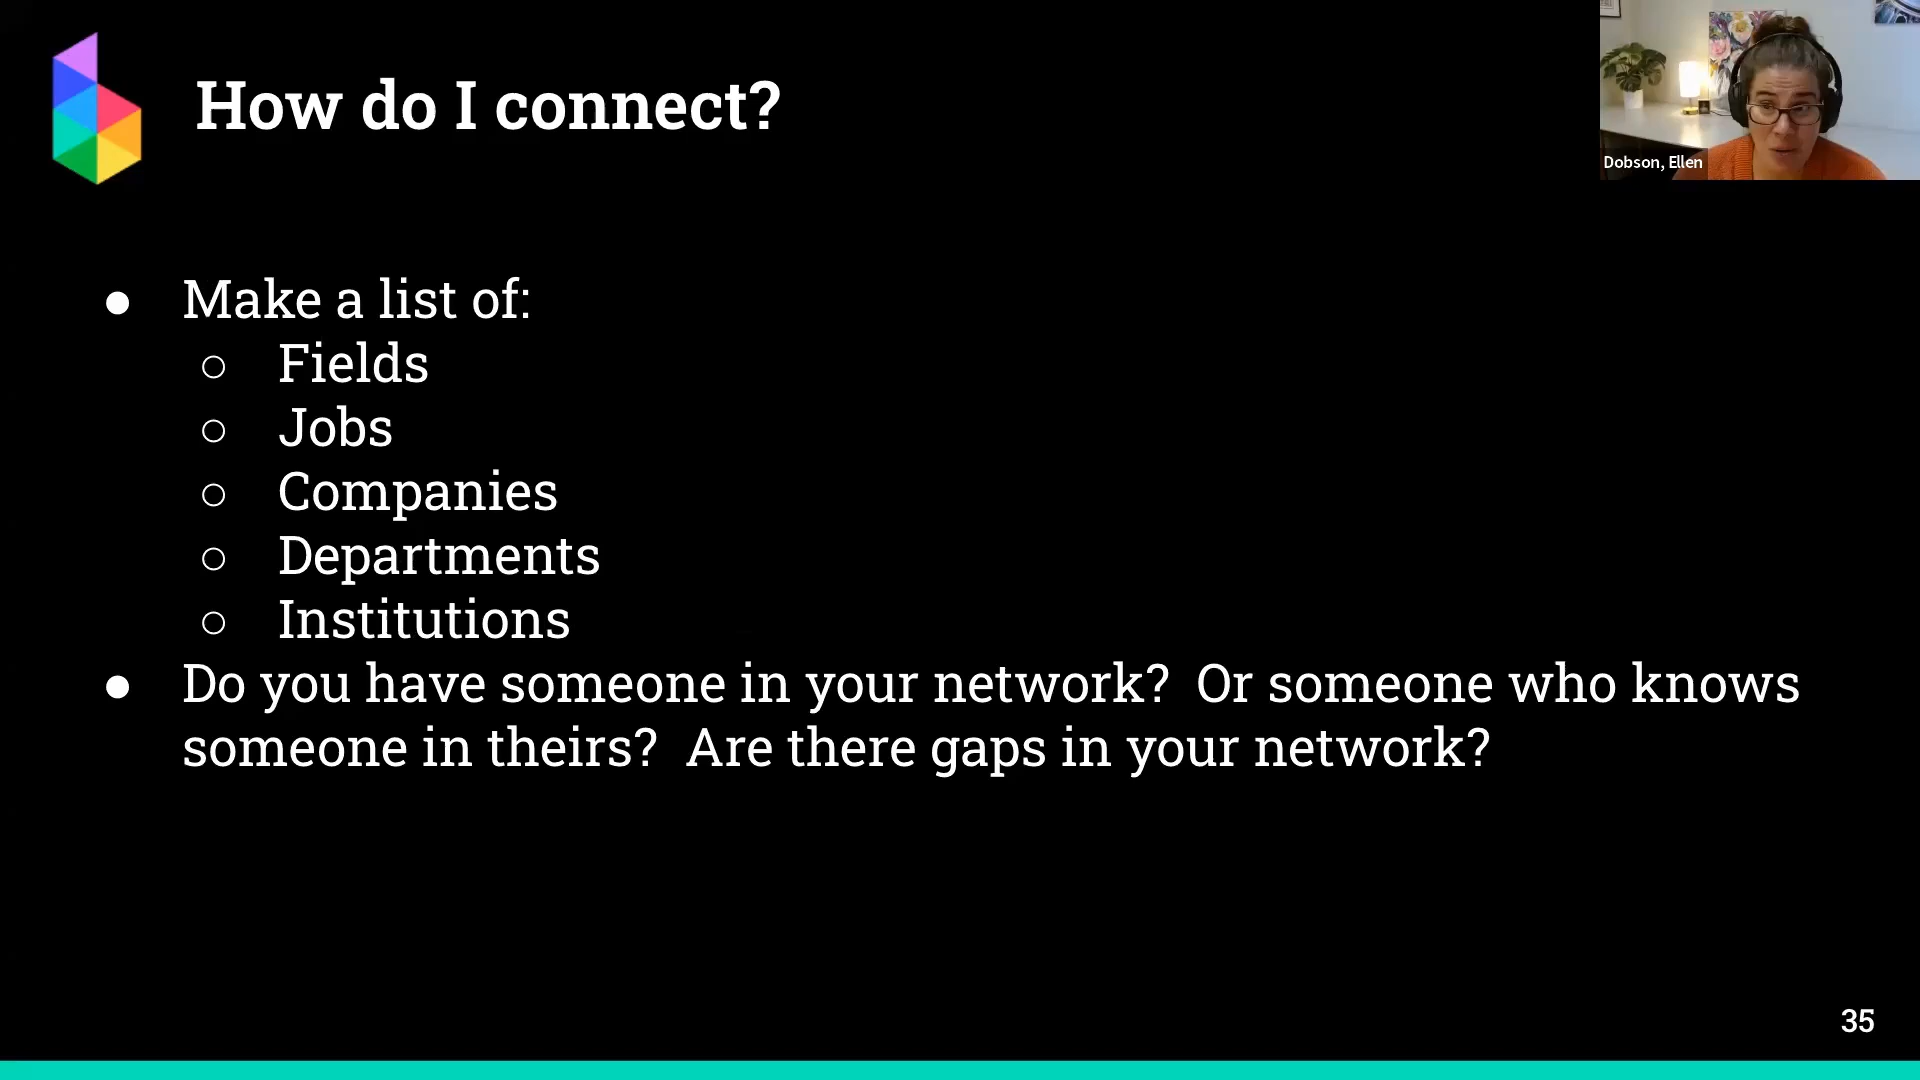 How do I connect?
Dobson, Ellen
● Make a list of:
○ Fields
○ Jobs
○ Companies
○ Departments
○ Institutions
● Do you have someone in your network?  Or someone who knows
someone in theirs?  Are there gaps in your network?
35